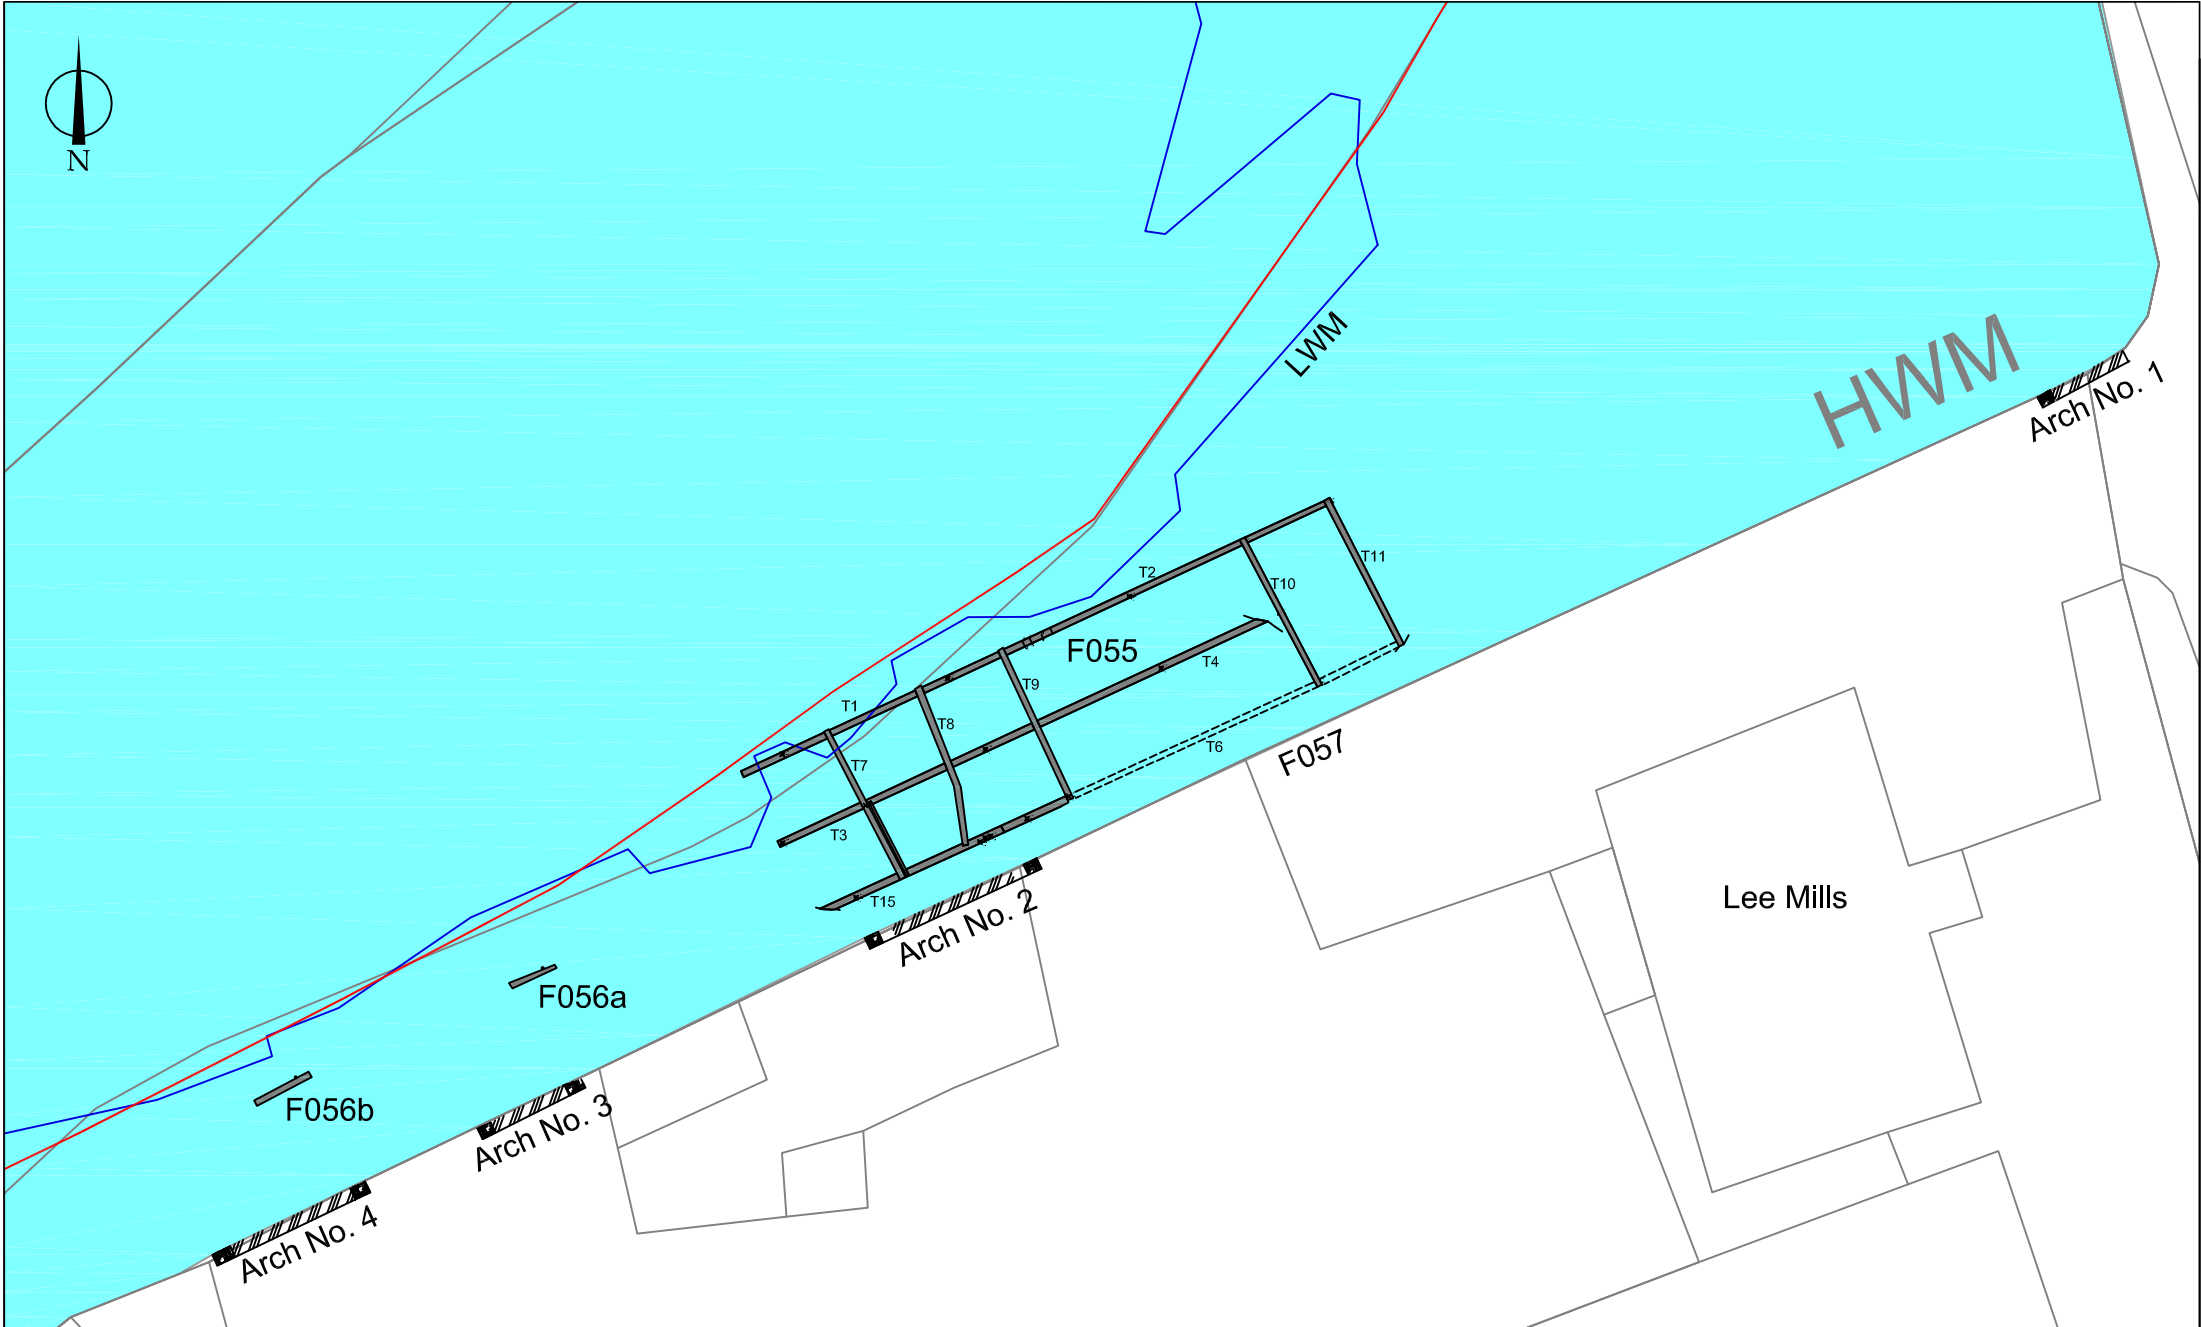 N
LWM
HWM
Arch No. 1
T2
T11
T10
F055
T4
T9
T1
T8
T6
F057
T7
T3
T15
Arch No. 2
Lee Mills
F056a
F056b
Arch No. 3
Arch No. 4